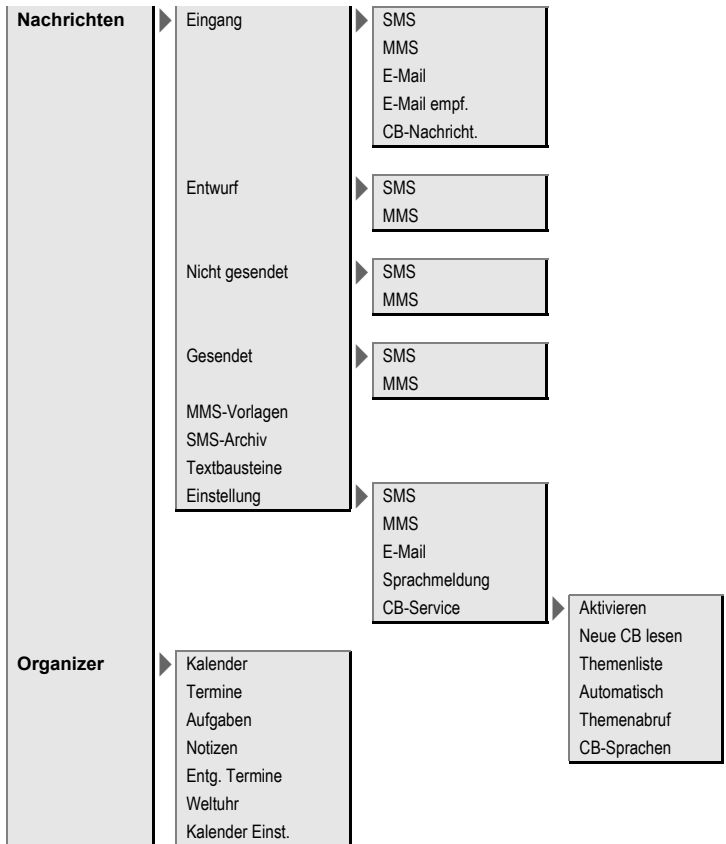 Nachrichten
Eingang
SMS
MMS
E-Mail
E-Mail empf.
CB-Nachricht.
Entwurf
SMS
MMS
Nicht gesendet
SMS
MMS
Gesendet
SMS
MMS
MMS-Vorlagen
SMS-Archiv
Textbausteine
Einstellung
SMS
MMS
E-Mail
Sprachmeldung
CB-Service
Aktivieren
Neue CB lesen
Themenliste
Automatisch
Themenabruf
CB-Sprachen
Organizer
Kalender
Termine
Aufgaben
Notizen
Entg. Termine
Weltuhr
Kalender Einst.